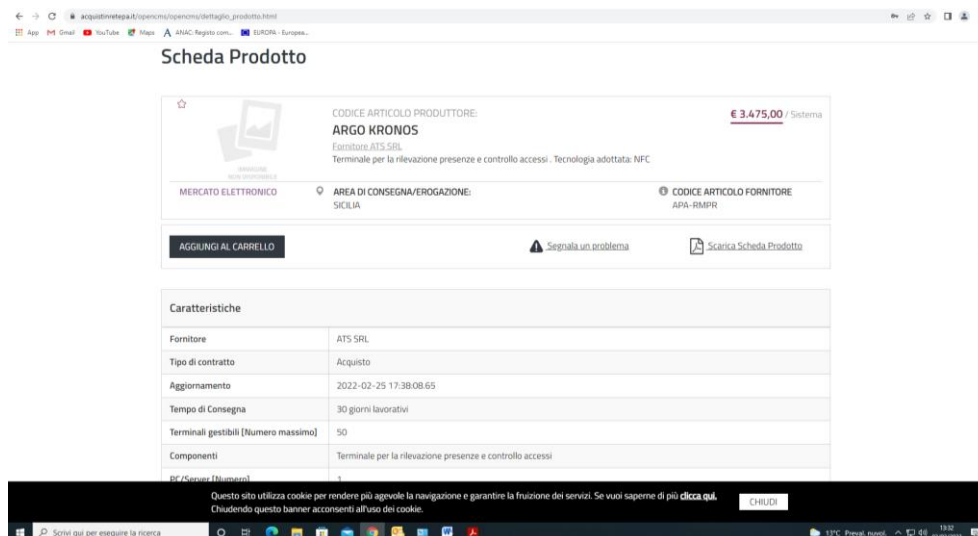 acquistinretepa.it/opencms/opencms/dettaglio_prodotto.html
App Gmail YouTube Maps ANAC: Registo com... EUROPA - Europea...
Scheda Prodotto
CODICE ARTICOLO PRODUTTORE:
€ 3.475,00 / Sistema
ARGO KRONOS
Fornitore ATS SRL
Terminale per la rilevazione presenze e controllo accessi . Tecnologia adottata: NFC
IMMAGINE
NON DISPONIBILE
MERCATO ELETTRONICO
AREA DI CONSEGNA/EROGAZIONE:
CODICE ARTICOLO FORNITORE
SICILIA
APA-RMPR
AGGIUNGI AL CARRELLO
Segnala un problema
Scarica Scheda Prodotto
Caratteristiche
Fornitore ATS SRL
Tipo di contratto Acquisto
Aggiornamento 2022-02-25 17:38:08.65
Tempo di Consegna 30 giorni lavorativi
Terminali gestibili [Numero massimo] 50
Componenti Terminale per la rilevazione presenze e controllo accessi
PC/Server [Numero] 1
Questo sito utilizza cookie per rendere più agevole la navigazione e garantire la fruizione dei servizi. Se vuoi saperne di più clicca qui.
Chiudendo questo banner acconsenti all'uso dei cookie.
CHIUDI
Scrivi qui per eseguire la ricerca
13°C Preval. nuvol.
13:32